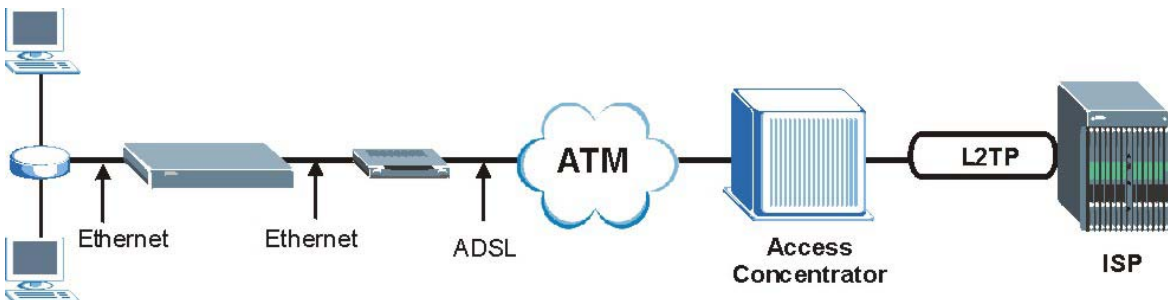 Ethernet
Ethernet
ADSL
ATM
Access
Concentrator
L2TP
ISP